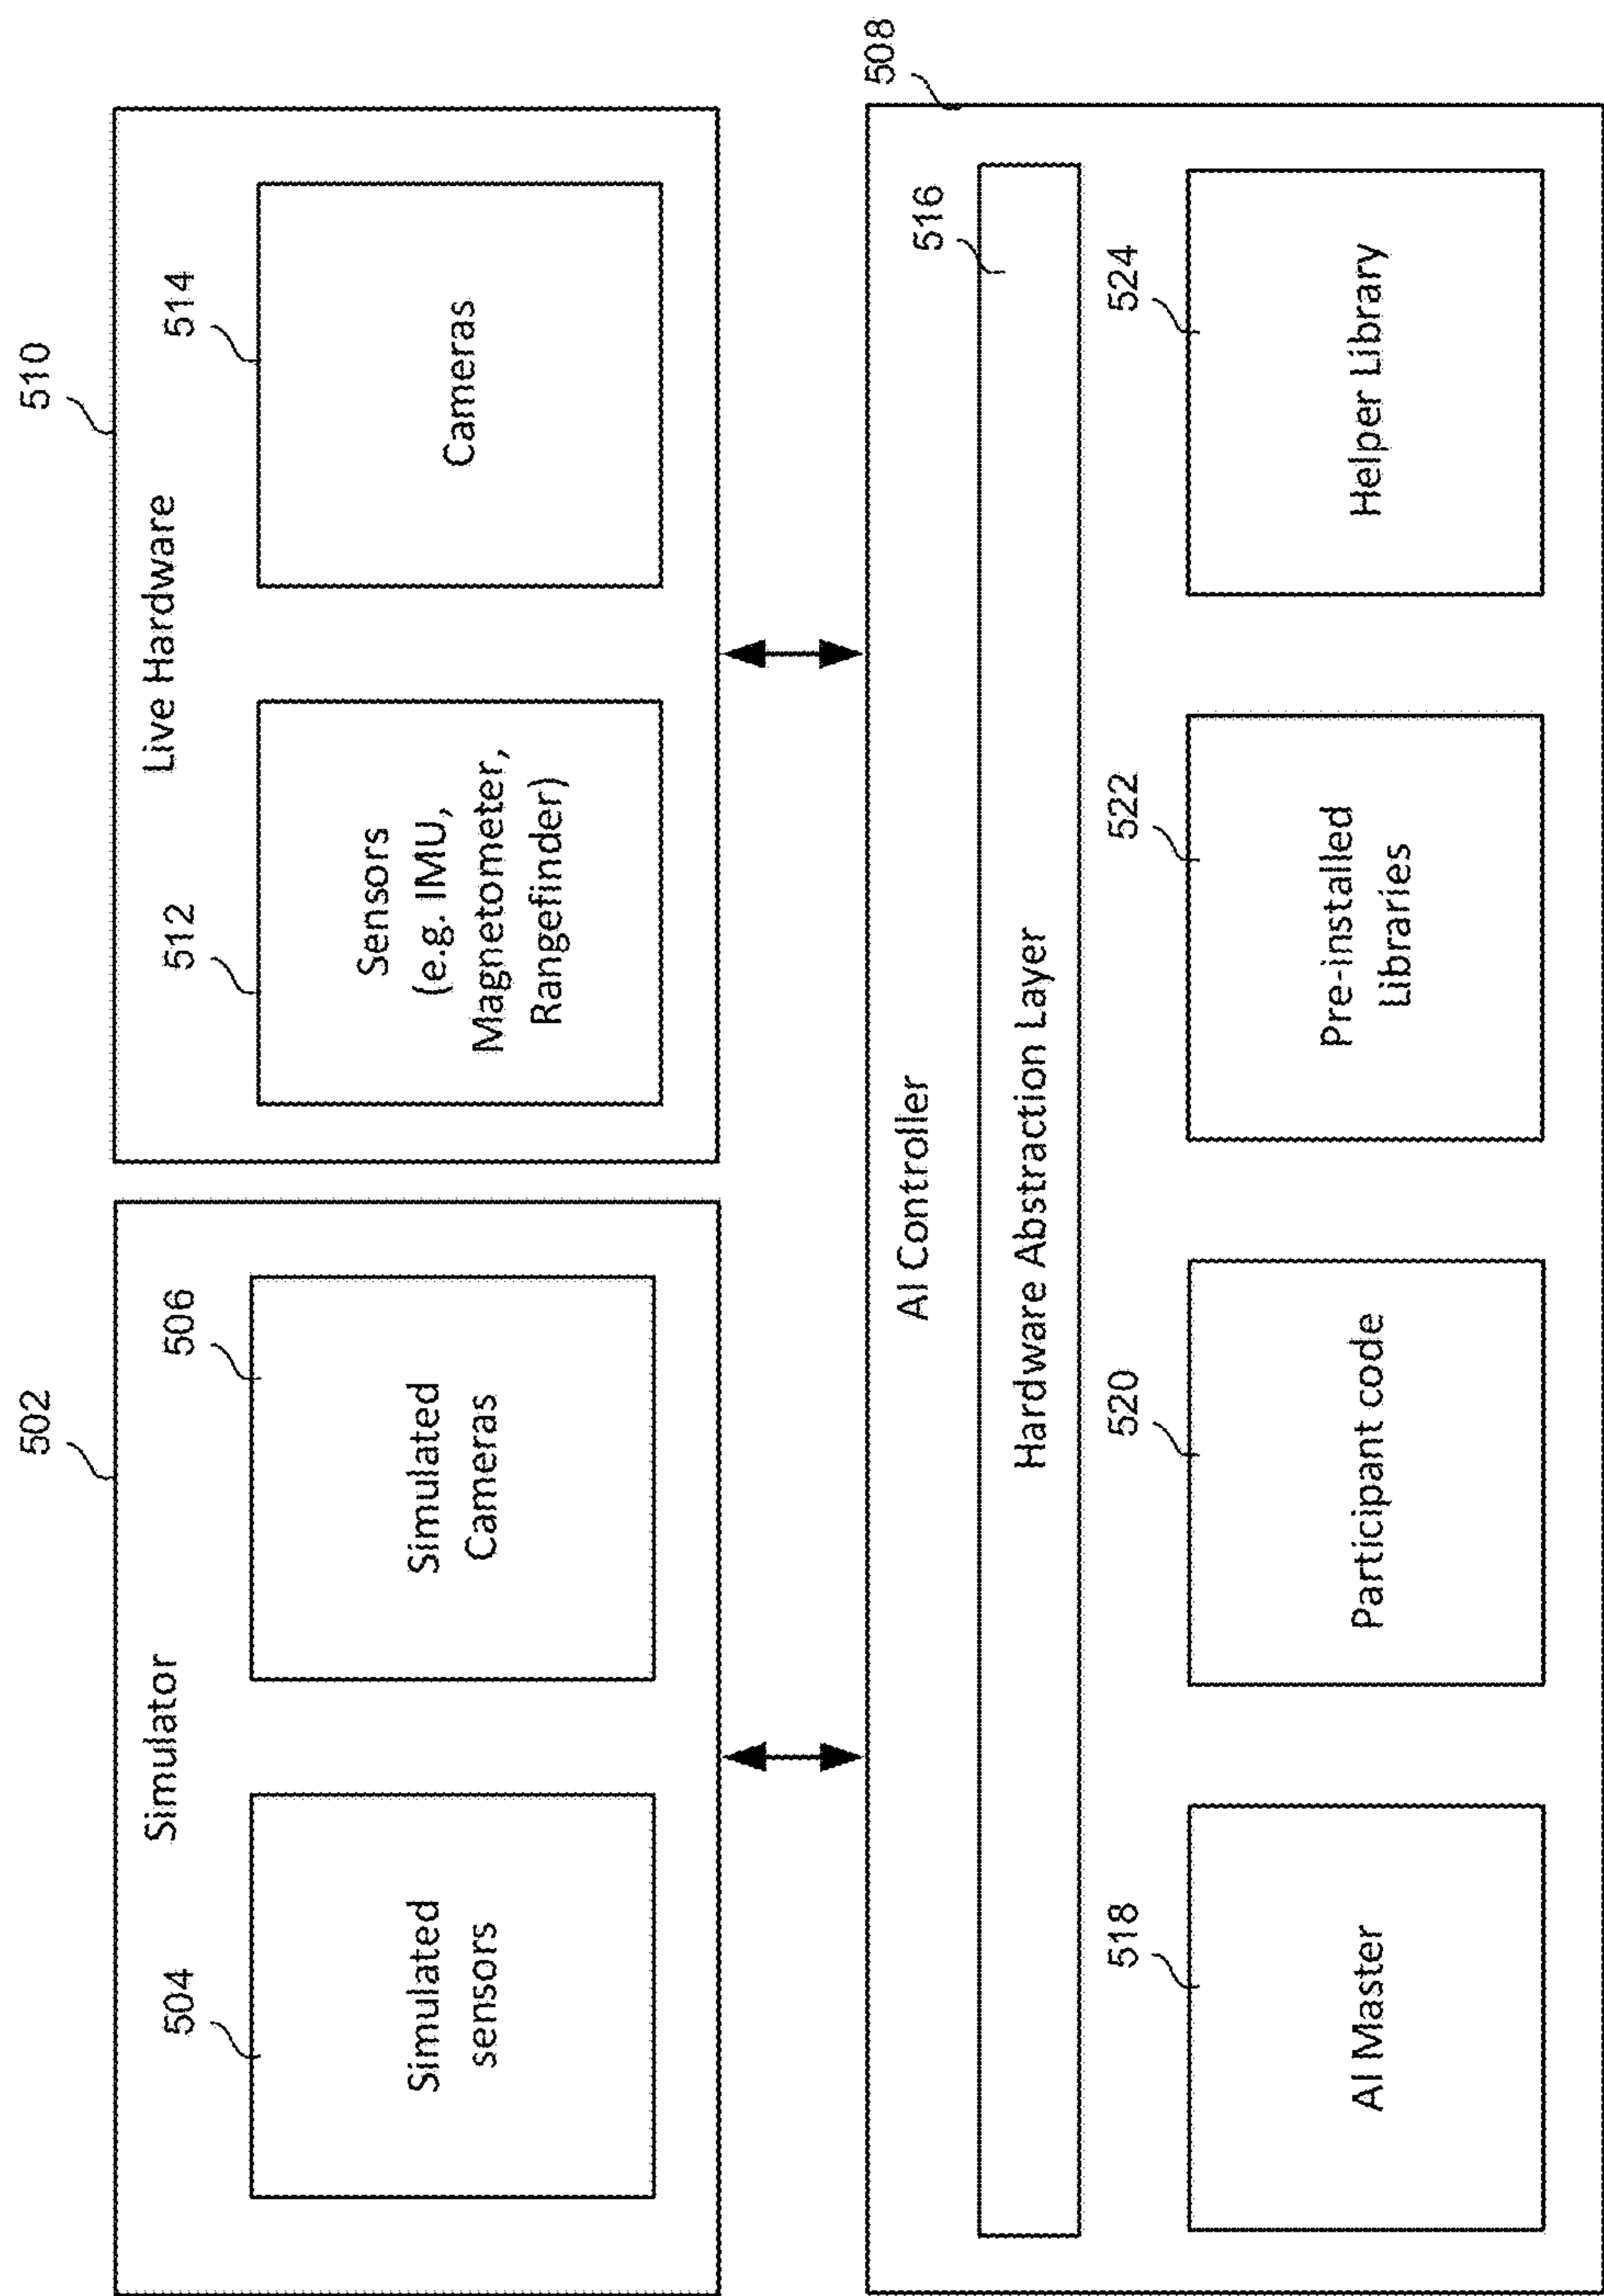 502
Simulator
504
Simulated
sensors
506
Simulated
Cameras
510
Live Hardware
512
Sensors
(e.g. IMU,
Magnetometer,
Rangefinder)
514
Cameras
508
AI Controller
516
Hardware Abstraction Layer
518
AI Master
520
Participant code
522
Pre-installed
Libraries
524
Helper Library